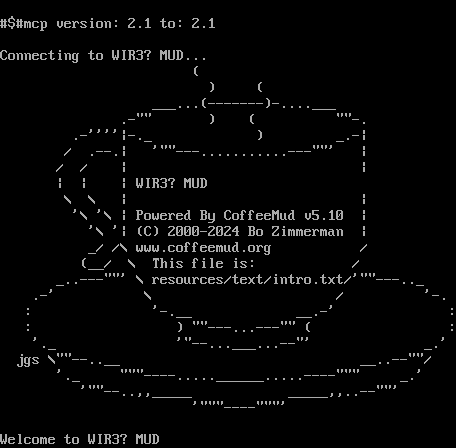 #$#mcp version: 2.1 to: 2.1
Connecting to WIR3? MUD...
WIR3? MUD
Powered By CoffeeMud v5.10
(C) 2000-2024 Bo Zimmerman
www.coffeemud.org
This file is:
resources/text/intro.txt
jgs
Welcome to WIR3? MUD